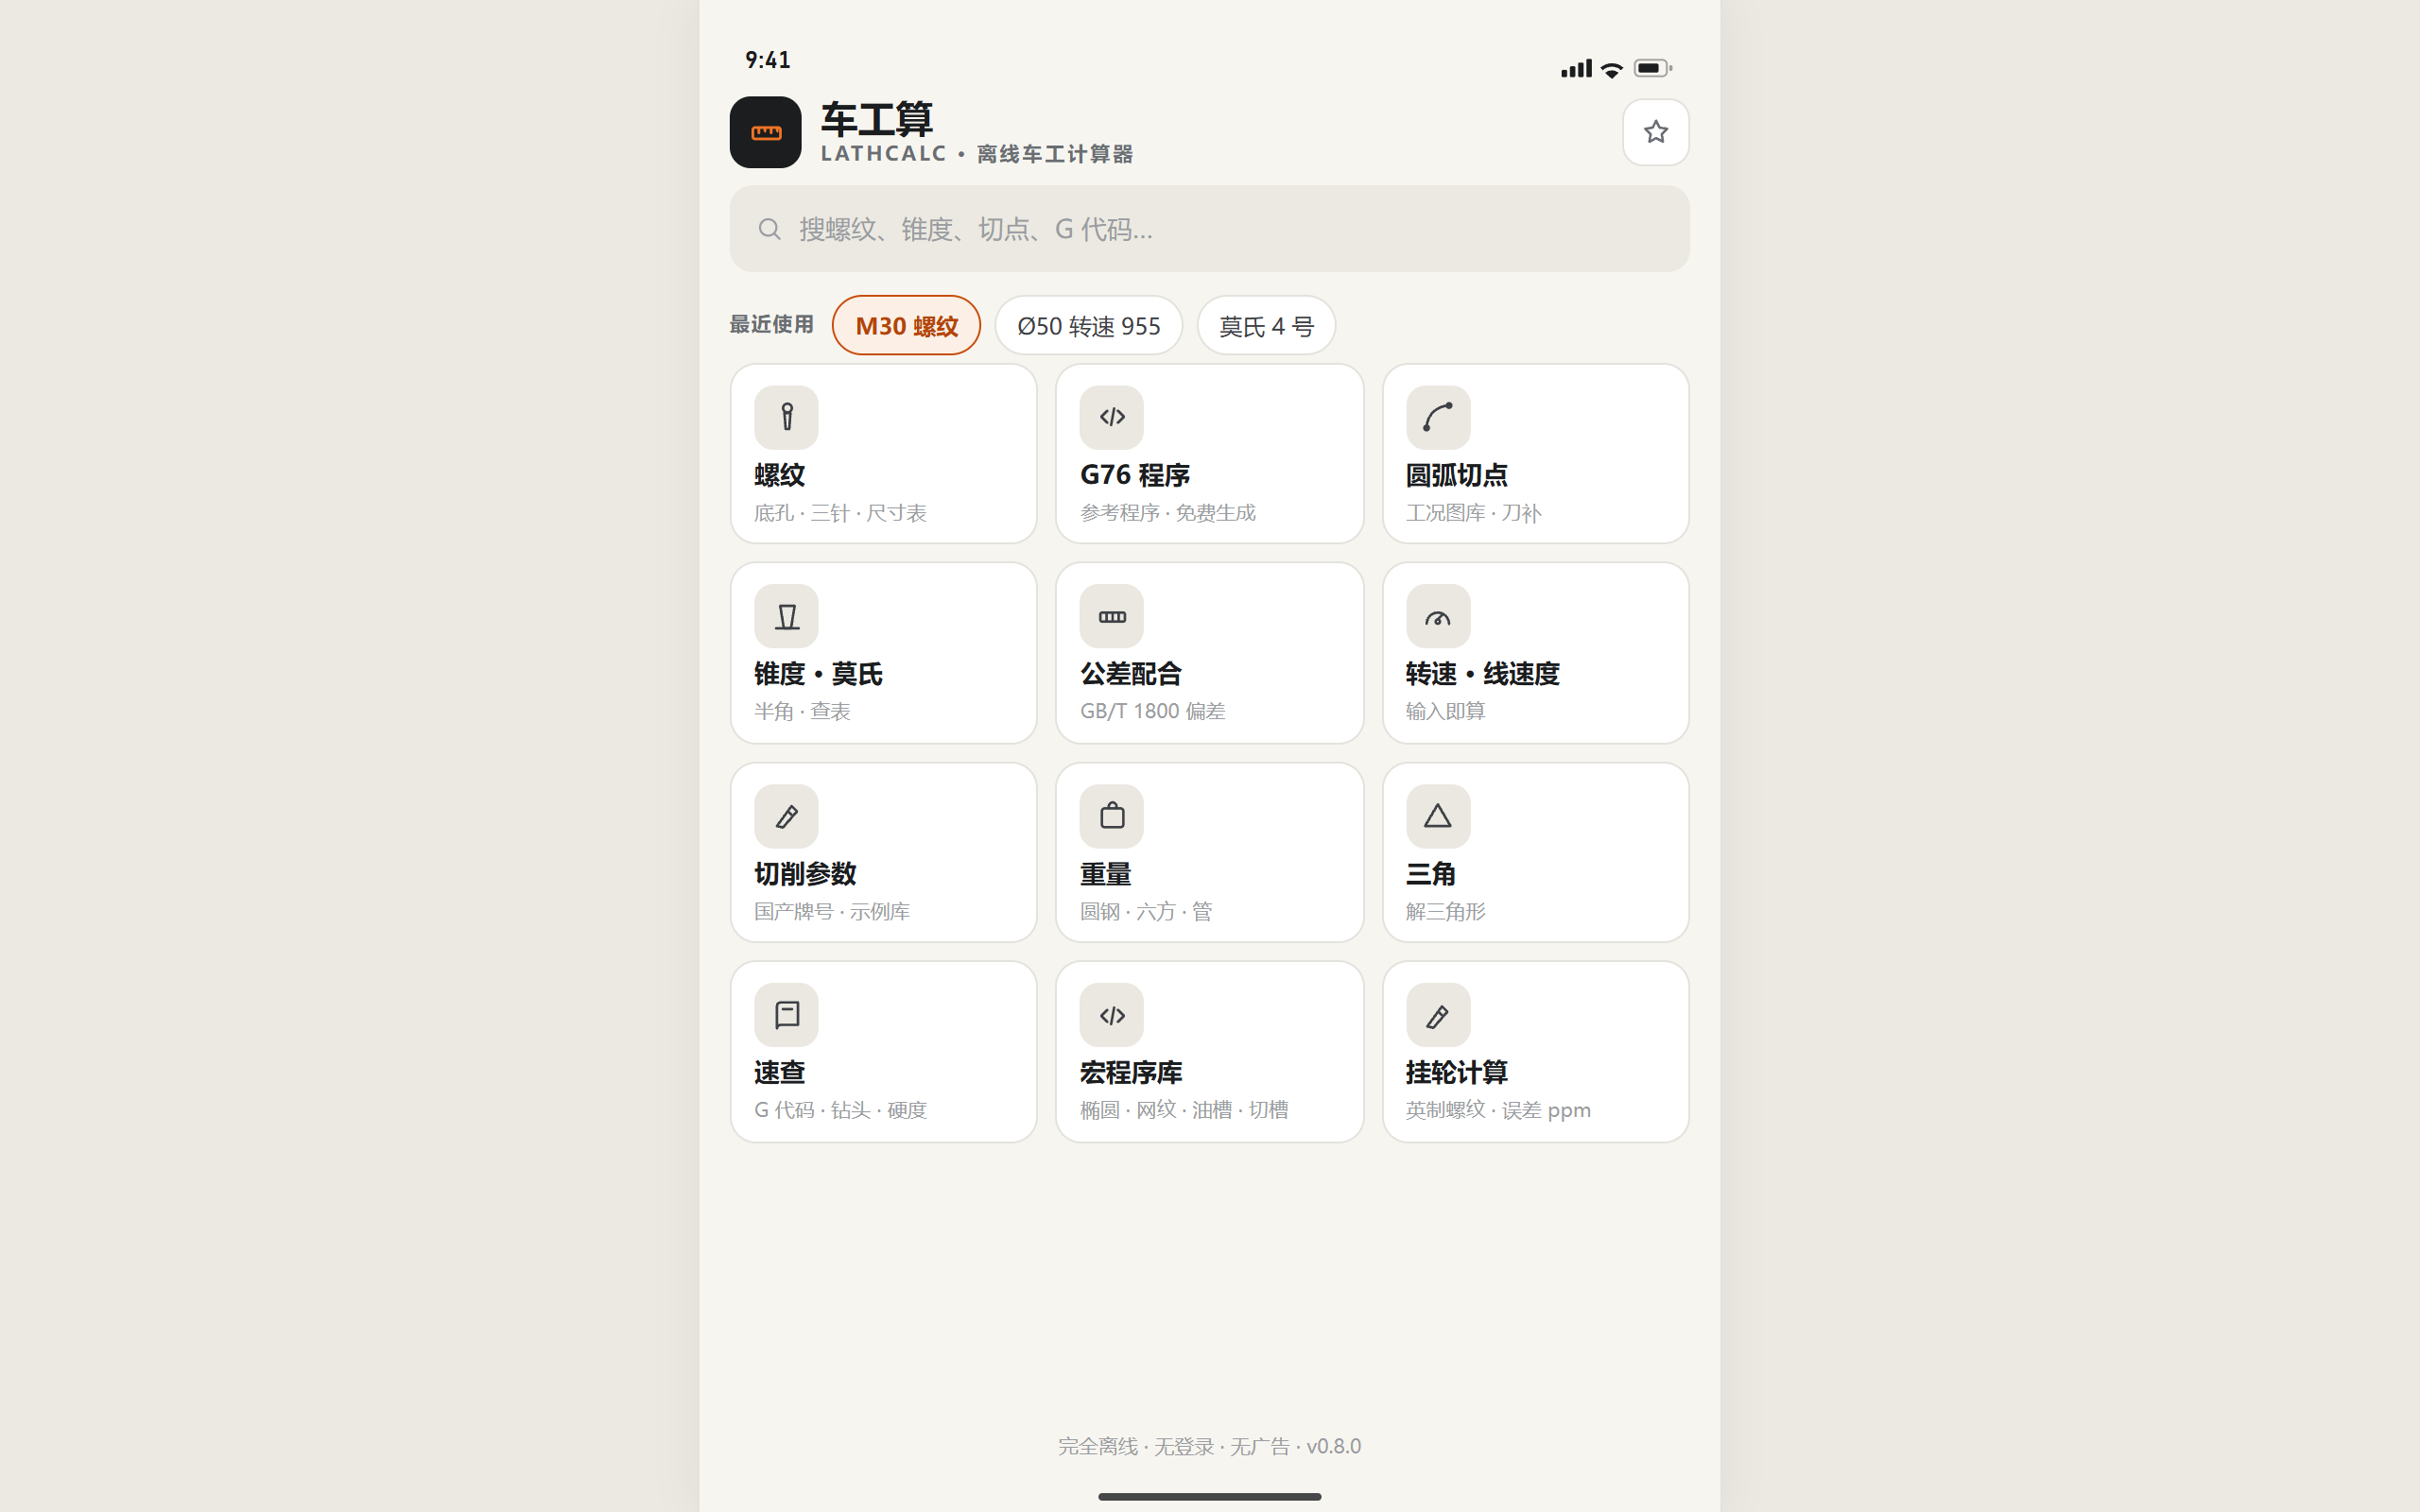 9:41
车工算
LATHCALC • 离线车工计算器
搜螺纹、锥度、切点、G 代码...
最近使用 M30 螺纹 Ø50 转速 955 莫氏 4 号
螺纹
底孔 · 三针 · 尺寸表
G76 程序
参考程序 · 免费生成
圆弧切点
工况图库 · 刀补
锥度 · 莫氏
半角 · 查表
公差配合
GB/T 1800 偏差
转速 · 线速度
输入即算
切削参数
国产牌号 · 示例库
重量
圆钢 · 六方 · 管
三角
解三角形
速查
G 代码 · 钻头 · 硬度
宏程序库
椭圆 · 网纹 · 油槽 · 切槽
挂轮计算
英制螺纹 · 误差 ppm
完全离线 · 无登录 · 无广告 · v0.8.0